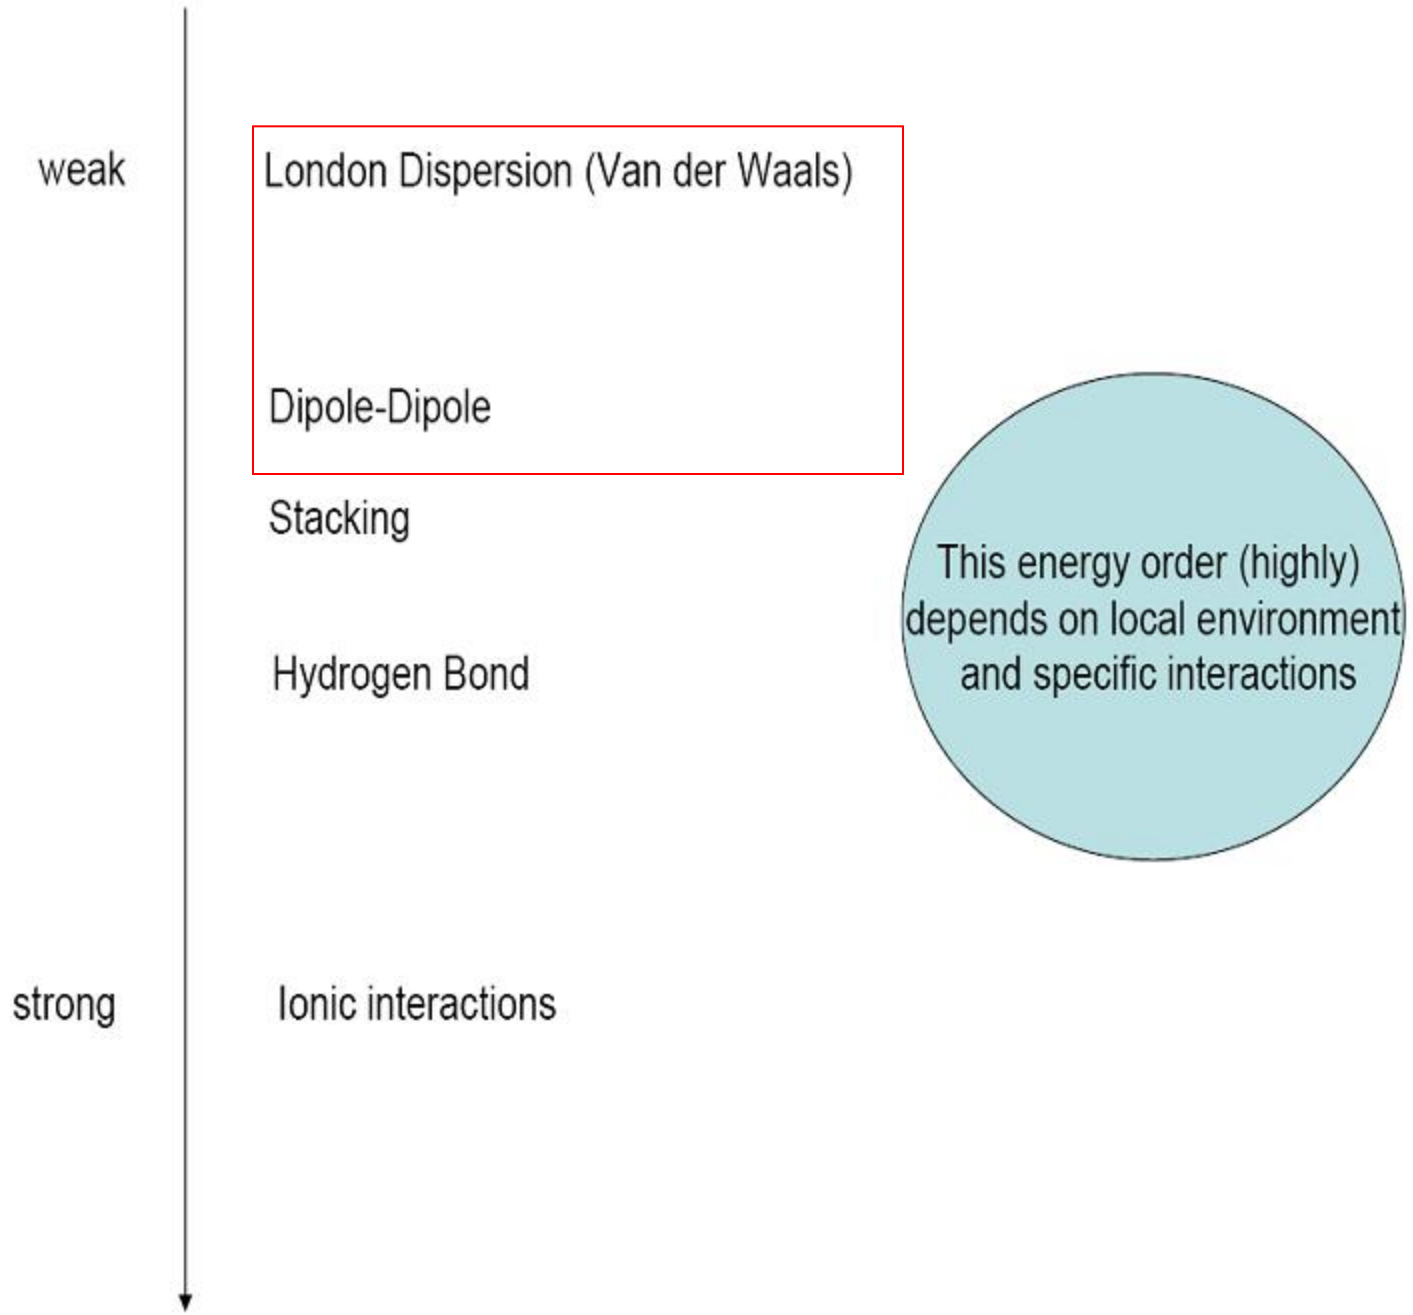 weak
London Dispersion (Van der Waals)
Dipole-Dipole
Stacking
Hydrogen Bond
This energy order (highly)
depends on local environment
and specific interactions
strong
Ionic interactions